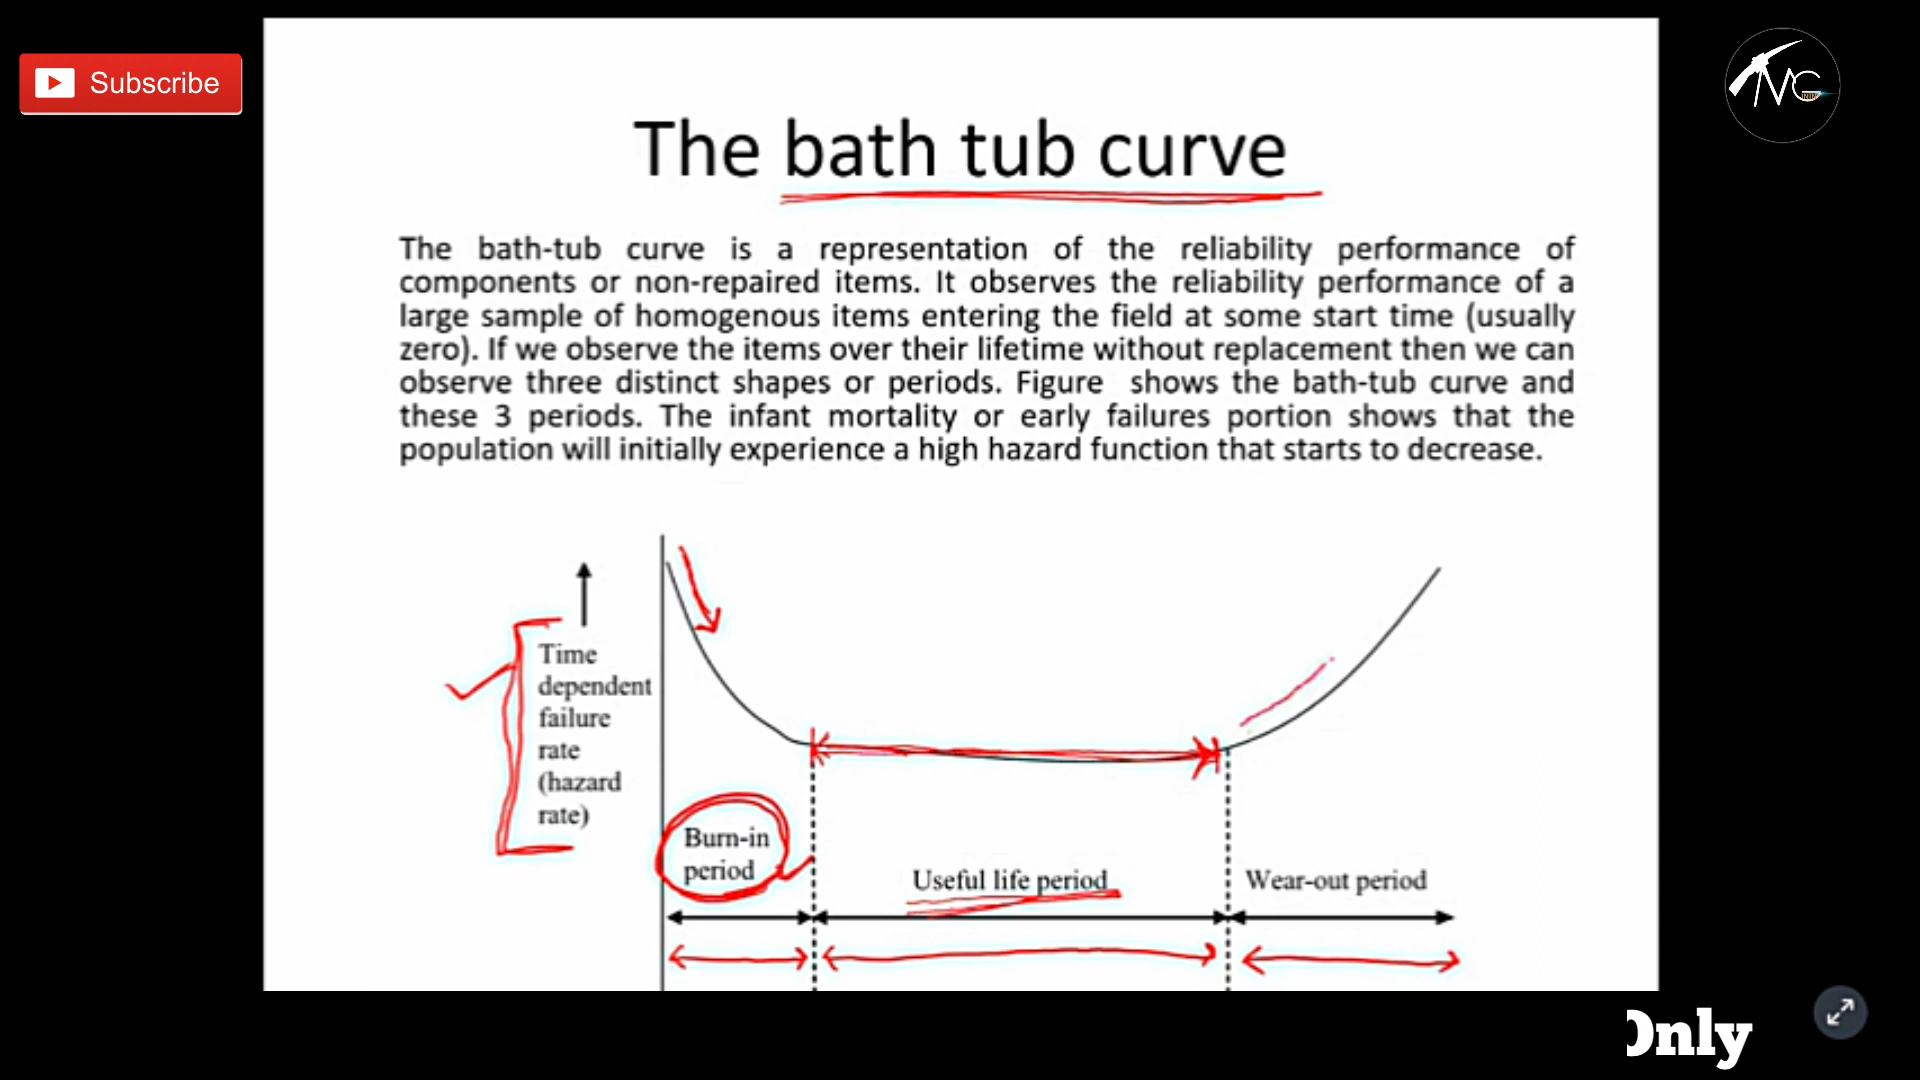 Subscribe
The bath tub curve
The bath-tub curve is a representation of the reliability performance of
components or non-repaired items. It observes the reliability performance of a
large sample of homogenous items entering the field at some start time (usually
zero). If we observe the items over their lifetime without replacement then we can
observe three distinct shapes or periods. Figure shows the bath-tub curve and
these 3 periods. The infant mortality or early failures portion shows that the
population will initially experience a high hazard function that starts to decrease.
Time
dependent
failure
rate
(hazard
rate)
Burn-in
period
Useful life period
Wear-out period
Only